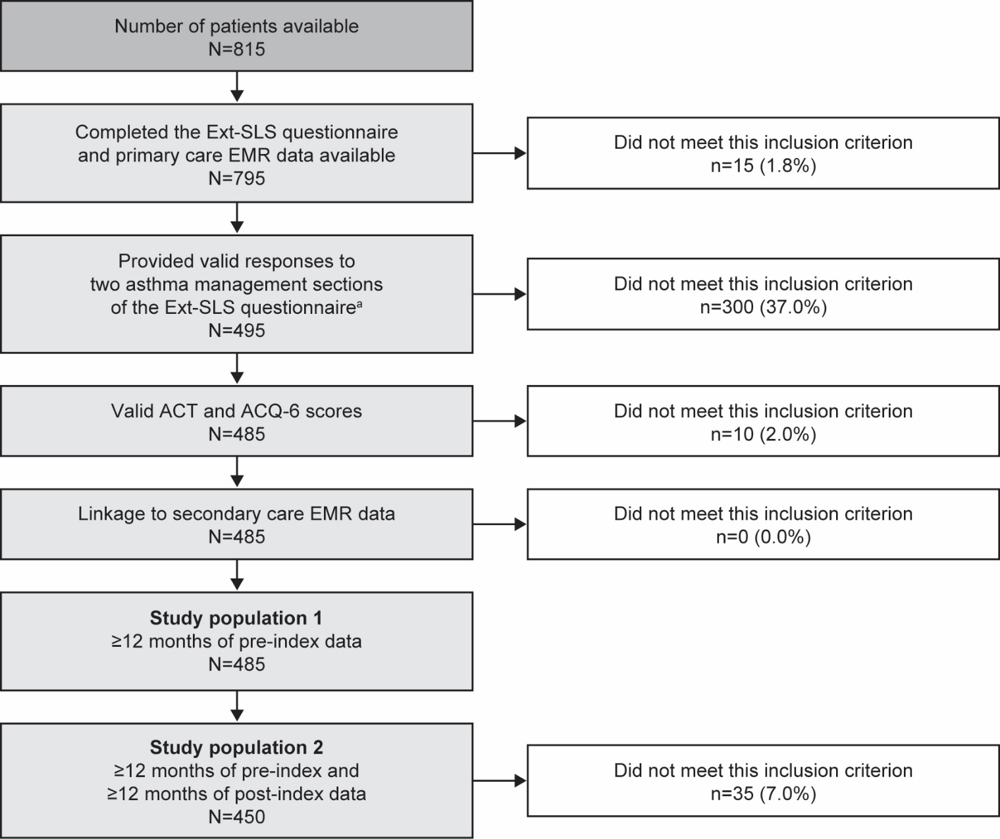 Number of patients available
N=815
Completed the Ext-SLS questionnaire
and primary care EMR data available
N=795
Did not meet this inclusion criterion
n=15 (1.8%)
Provided valid responses to
two asthma management sections
of the Ext-SLS questionnaireᵃ
N=495
Did not meet this inclusion criterion
n=300 (37.0%)
Valid ACT and ACQ-6 scores
N=485
Did not meet this inclusion criterion
n=10 (2.0%)
Linkage to secondary care EMR data
N=485
Did not meet this inclusion criterion
n=0 (0.0%)
Study population 1
≥12 months of pre-index data
N=485
Study population 2
≥12 months of pre-index and
≥12 months of post-index data
N=450
Did not meet this inclusion criterion
n=35 (7.0%)